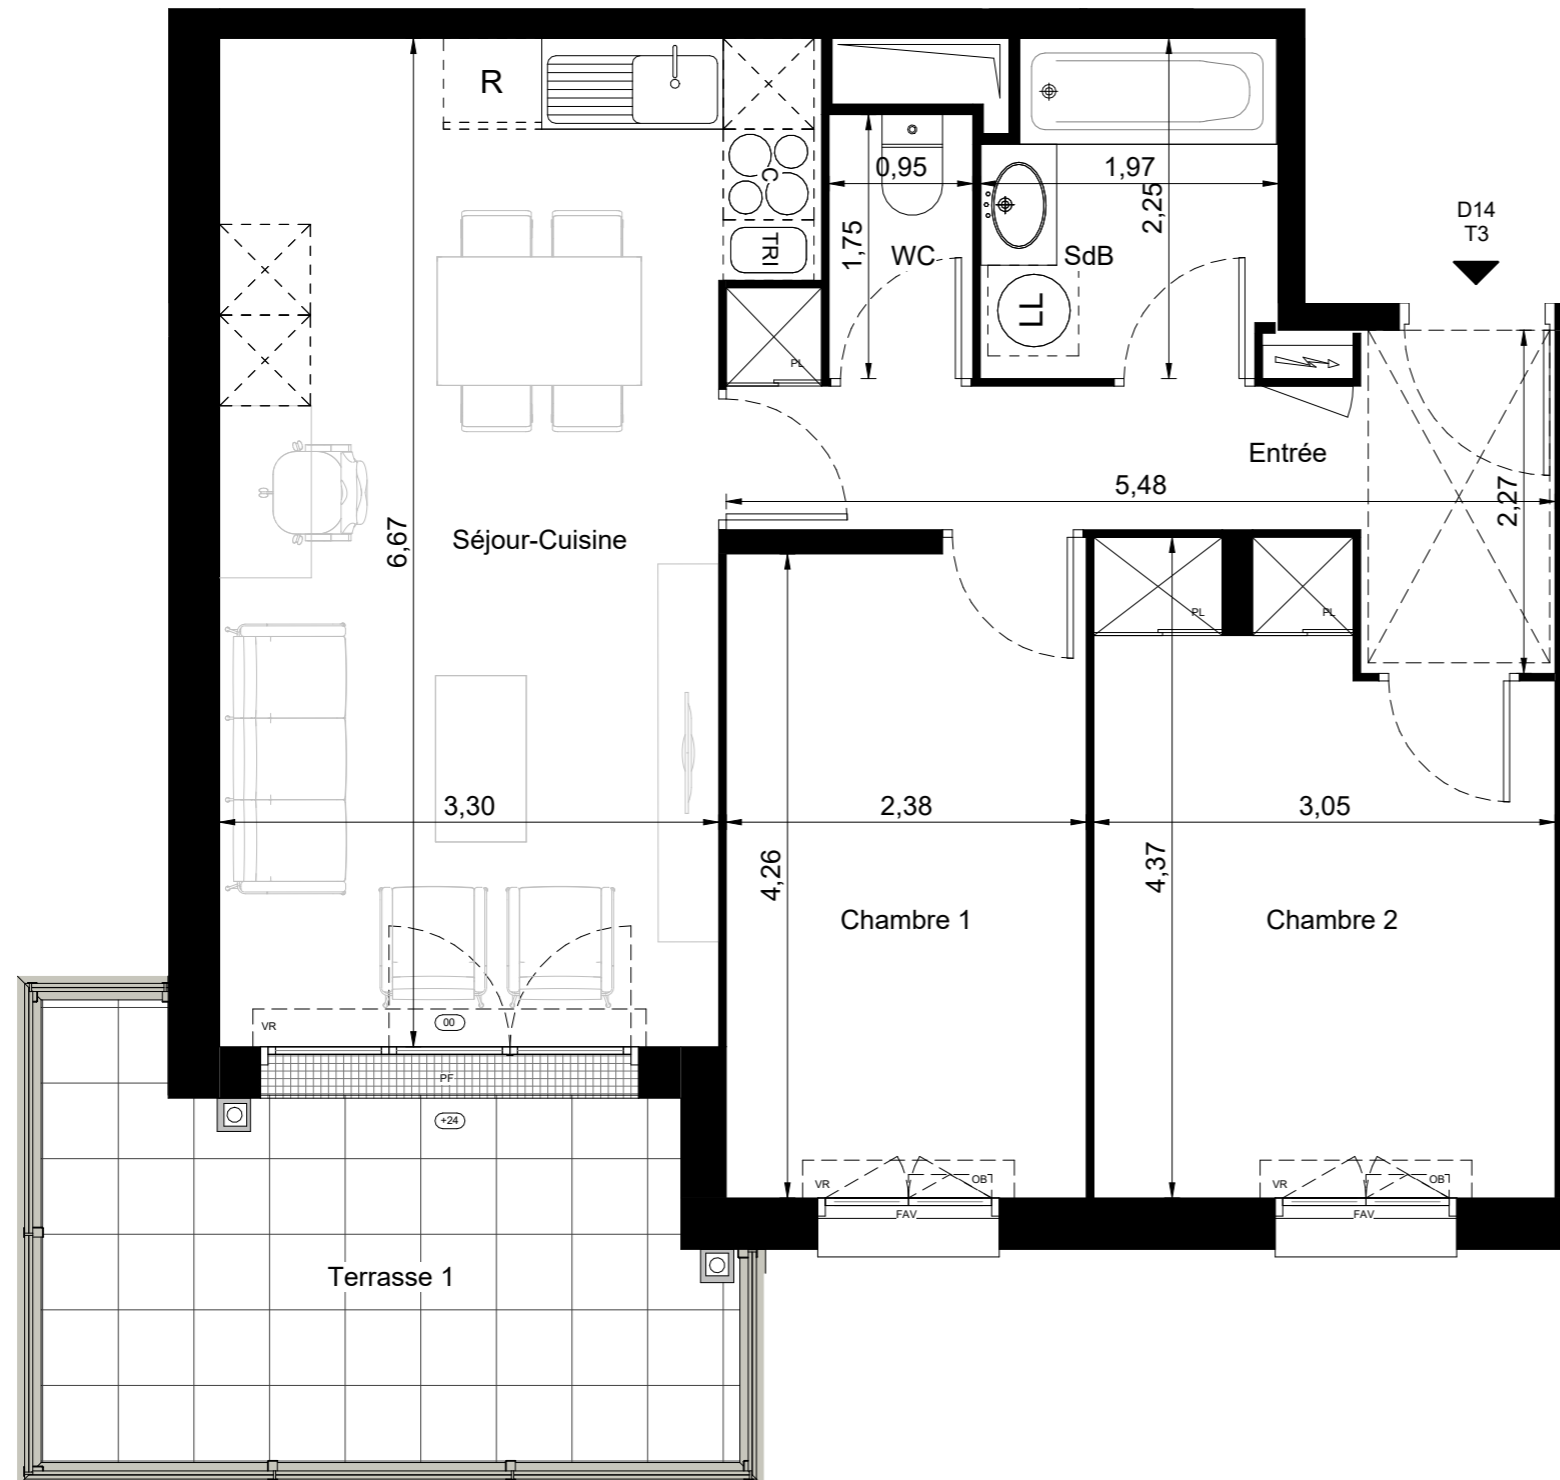 R
C
TRI
0,95
1,97
2,25
1,75
WC
SdB
LL
D14
T3
PL
Entrée
5,48
2,27
6,67
Séjour-Cuisine
PL
PL
3,30
2,38
3,05
4,26
4,37
Chambre 1
Chambre 2
VR
00
PF
+24
VR
OB
FAV
VR
OB
FAV
Terrasse 1